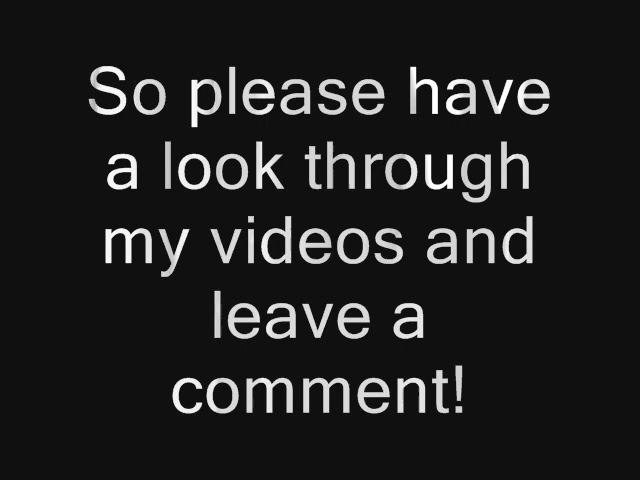 So please have
a look through
my videos and
leave a
comment!